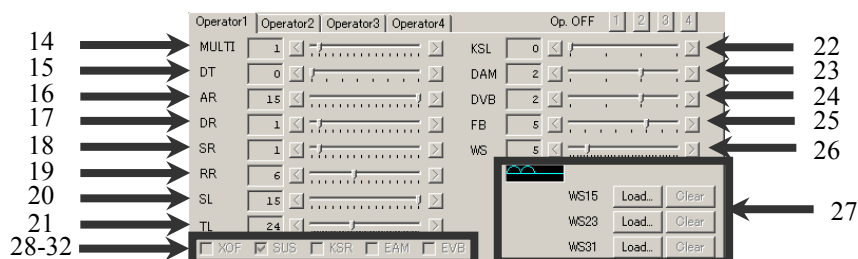 Operator1 Operator2 Operator3 Operator4 Op. OFF 1 2 3 4
14 MULTI 1 KSL 0 22
15 DT 0 DAM 2 23
16 AR 15 DVB 2 24
17 DR 1 FB 5 25
18 SR 1 WS 5 26
19 RR 6
20 SL 15 WS15 Load... Clear 27
21 TL 24 WS23 Load... Clear
28-32 XOF SUS KSR EAM EVB WS31 Load... Clear